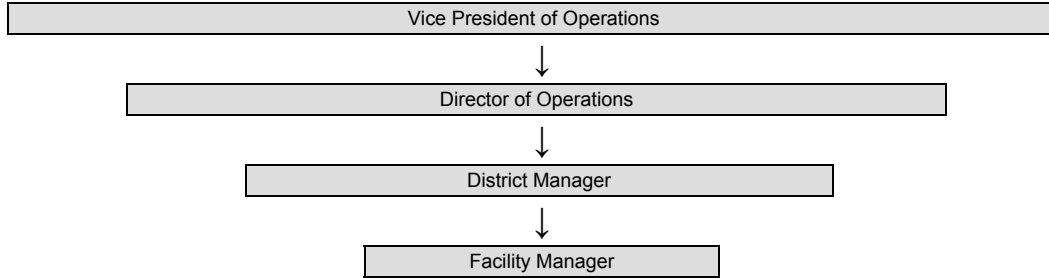 Vice President of Operations
Director of Operations
District Manager
Facility Manager